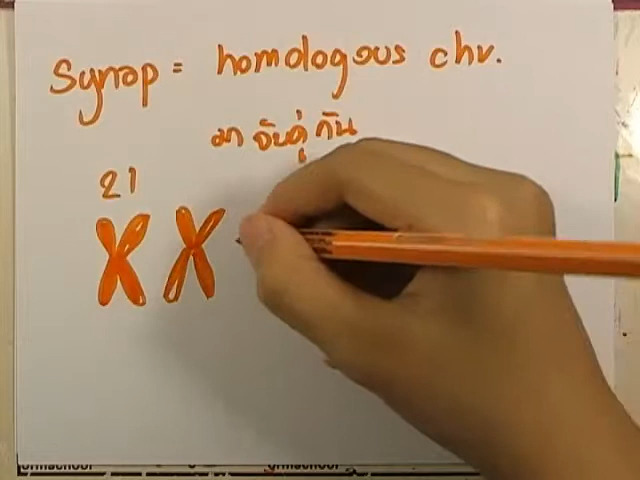 Synap = homologous chr.
มา จับคู่ กัน
21